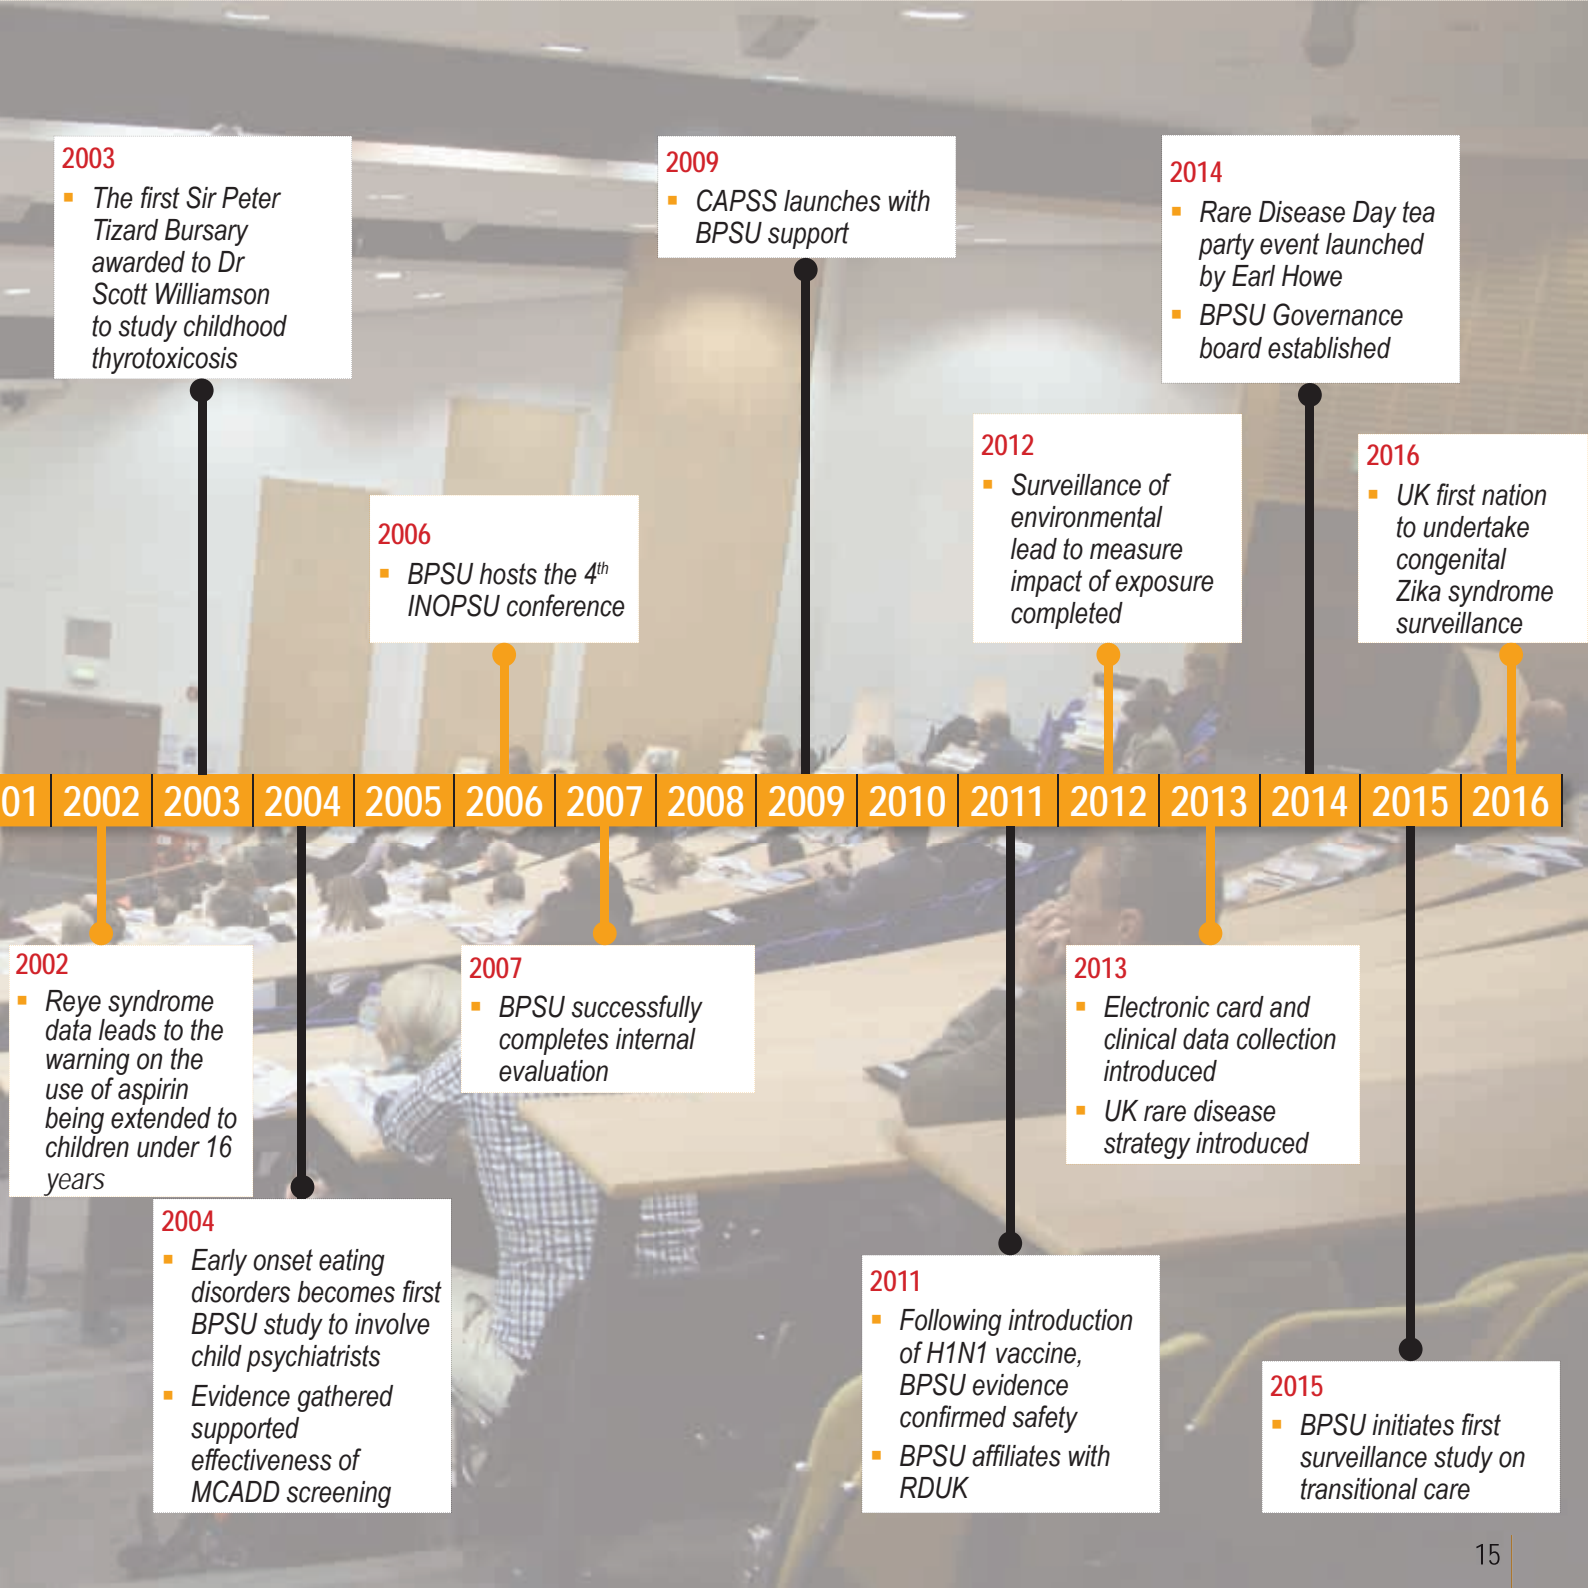 2003
▪ The first Sir Peter
Tizard Bursary
awarded to Dr
Scott Williamson
to study childhood
thyrotoxicosis
2009
▪ CAPSS launches with
BPSU support
2014
▪ Rare Disease Day tea
party event launched
by Earl Howe
▪ BPSU Governance
board established
2006
▪ BPSU hosts the 4th
INOPSU conference
2012
▪ Surveillance of
environmental
lead to measure
impact of exposure
completed
2016
▪ UK first nation
to undertake
congenital
Zika syndrome
surveillance
01 2002 2003 2004 2005 2006 2007 2008 2009 2010 2011 2012 2013 2014 2015 2016
2002
▪ Reye syndrome
data leads to the
warning on the
use of aspirin
being extended to
children under 16
years
2007
▪ BPSU successfully
completes internal
evaluation
2013
▪ Electronic card and
clinical data collection
introduced
▪ UK rare disease
strategy introduced
2004
▪ Early onset eating
disorders becomes first
BPSU study to involve
child psychiatrists
▪ Evidence gathered
supported
effectiveness of
MCADD screening
2011
▪ Following introduction
of H1N1 vaccine,
BPSU evidence
confirmed safety
▪ BPSU affiliates with
RDUK
2015
▪ BPSU initiates first
surveillance study on
transitional care
15